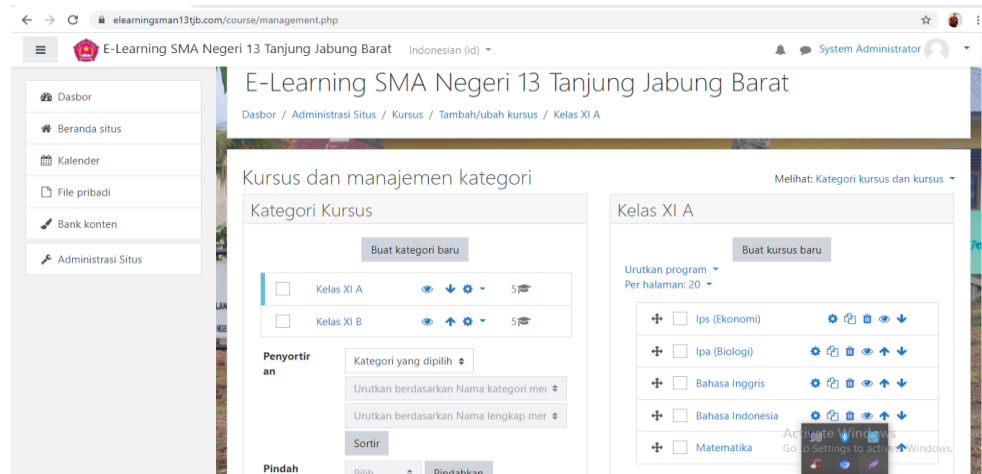 elearningsman13tjb.com/course/management.php
E-Learning SMA Negeri 13 Tanjung Jabung Barat Indonesian (id)
System Administrator
Dasbor
Beranda situs
Kalender
File pribadi
Bank konten
Administrasi Situs
E-Learning SMA Negeri 13 Tanjung Jabung Barat
Dasbor / Administrasi Situs / Kursus / Tambah/ubah kursus / Kelas XI A
Kursus dan manajemen kategori
Melihat: Kategori kursus dan kursus
Kategori Kursus
Buat kategori baru
Kelas XI A 5
Kelas XI B 5
Penyortir
an
Kategori yang dipilih
Urutkan berdasarkan Nama kategori
Urutkan berdasarkan Nama lengkap
Sortir
Pindah
Pilih
Pindahkan
Kelas XI A
Buat kursus baru
Urutkan program
Per halaman: 20
Ips (Ekonomi)
Ipa (Biologi)
Bahasa Inggris
Bahasa Indonesia
Matematika
Activate Windows
Go to Settings to activate Windows.